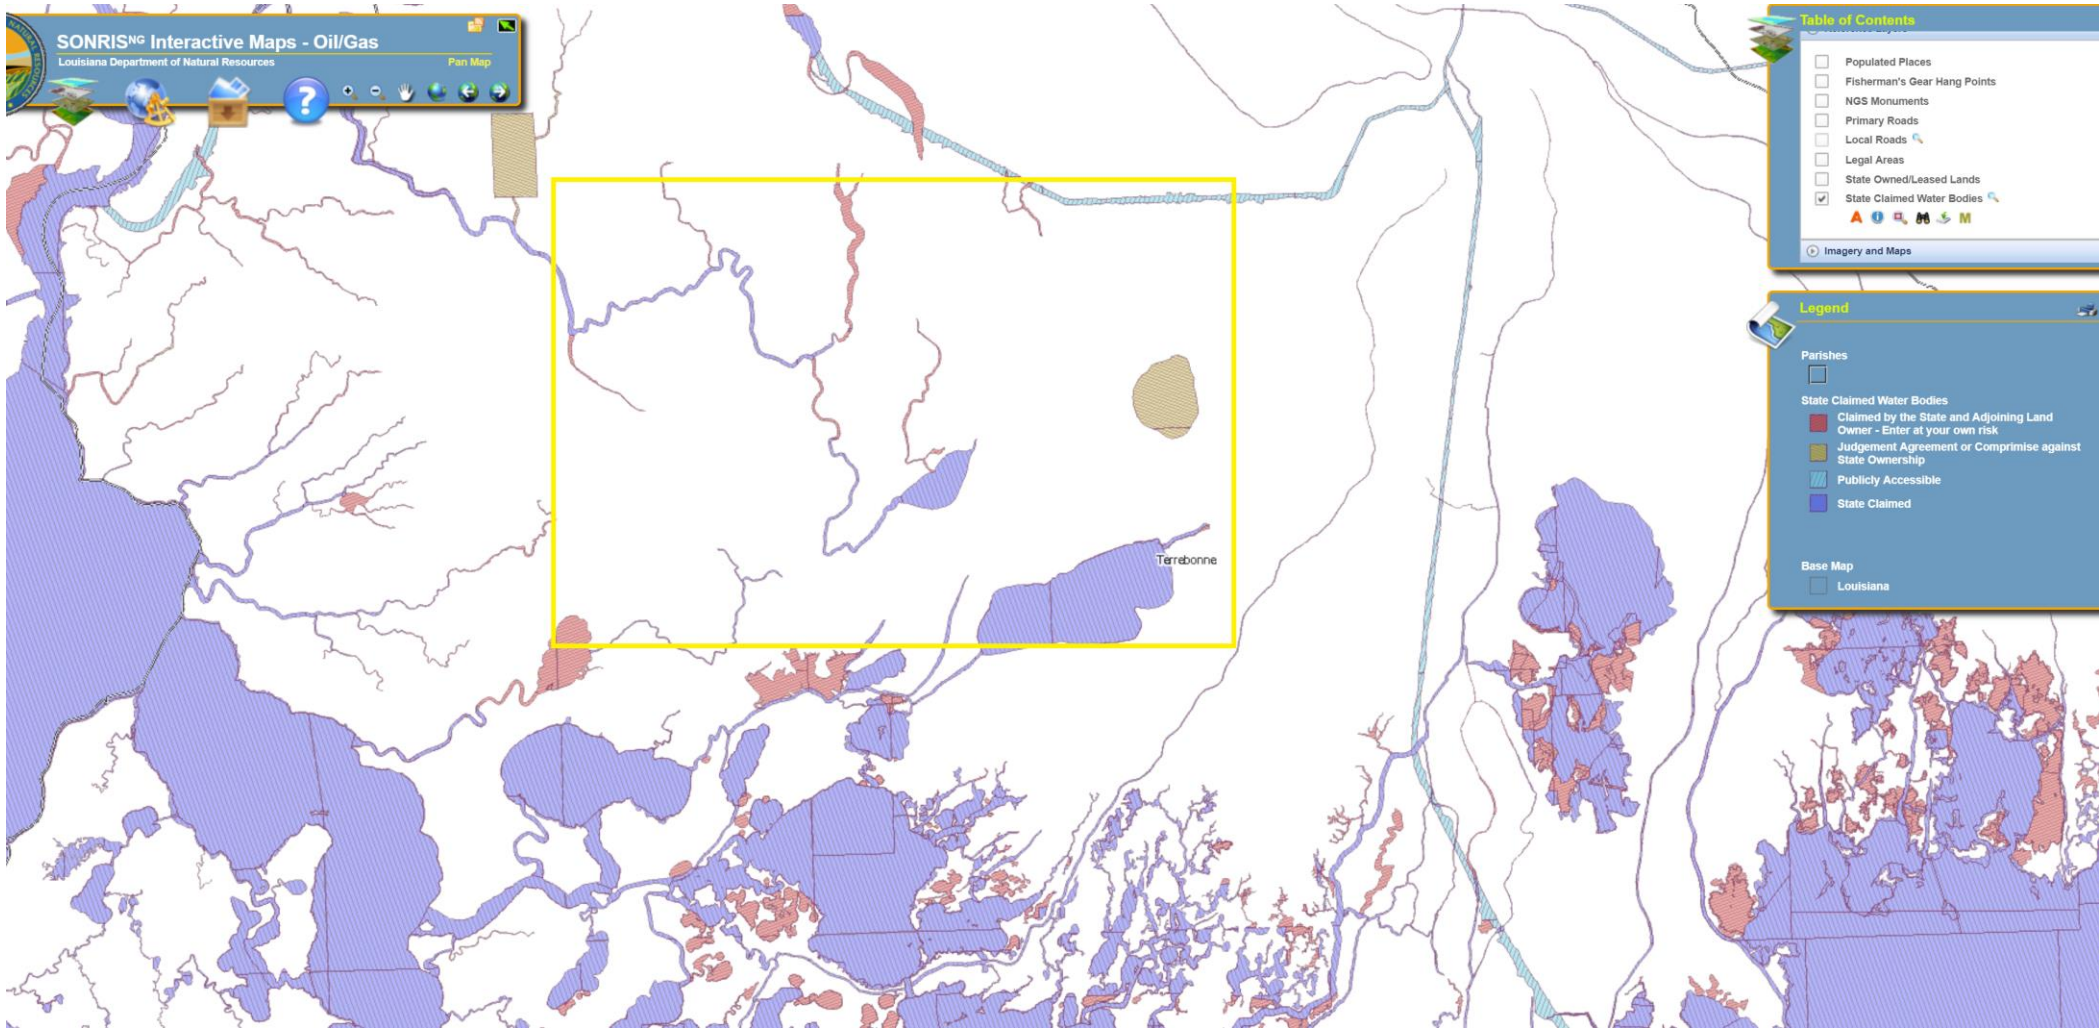 SONRISNG Interactive Maps - Oil/Gas
Louisiana Department of Natural Resources
Pan Map
Table of Contents
Reference Layers
Populated Places
Fisherman's Gear Hang Points
NGS Monuments
Primary Roads
Local Roads
Legal Areas
State Owned/Leased Lands
State Claimed Water Bodies
A M
Imagery and Maps
Legend
Parishes
State Claimed Water Bodies
Claimed by the State and Adjoining Land
Owner - Enter at your own risk
Judgement Agreement or Comprimise against
State Ownership
Publicly Accessible
State Claimed
Base Map
Louisiana
Terrebonne